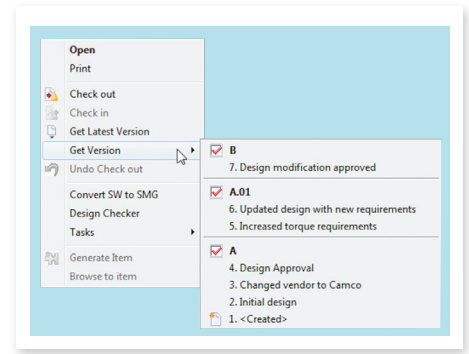 Open
Print
Check out
Check in
Get Latest Version
Get Version
Undo Check out
Convert SW to SMG
Design Checker
Tasks
Generate Item
Browse to item
B
7. Design modification approved
A.01
6. Updated design with new requirements
5. Increased torque requirements
A
4. Design Approval
3. Changed vendor to Camco
2. Initial design
1. <Created>